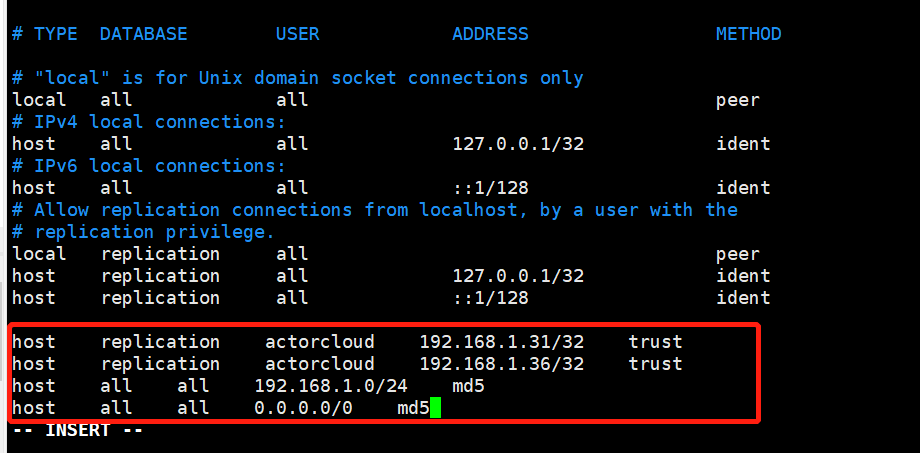 # TYPE  DATABASE        USER            ADDRESS                 METHOD
# "local" is for Unix domain socket connections only
local   all             all                                     peer
# IPv4 local connections:
host    all             all             127.0.0.1/32            ident
# IPv6 local connections:
host    all             all             ::1/128                 ident
# Allow replication connections from localhost, by a user with the
# replication privilege.
local   replication     all                                     peer
host    replication     all             127.0.0.1/32            ident
host    replication     all             ::1/128                 ident
host    replication    actorcloud    192.168.1.31/32    trust
host    replication    actorcloud    192.168.1.36/32    trust
host    all    all    192.168.1.0/24    md5
host    all    all    0.0.0.0/0    md5
-- INSERT --